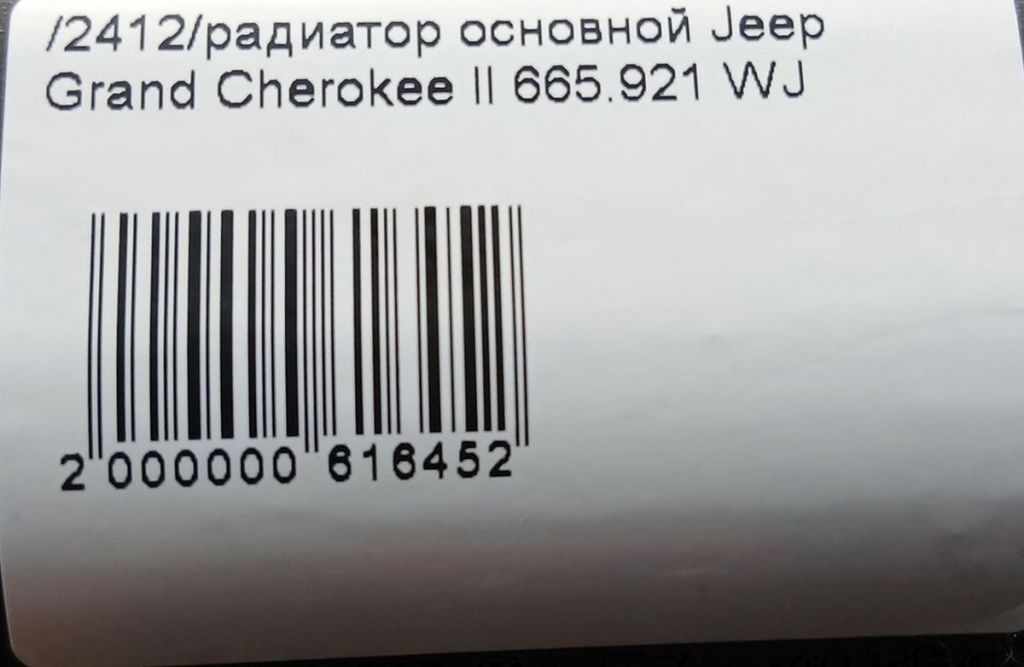 /2412/радиатор основной Jeep
Grand Cherokee II 665.921 WJ
2 000000 616452